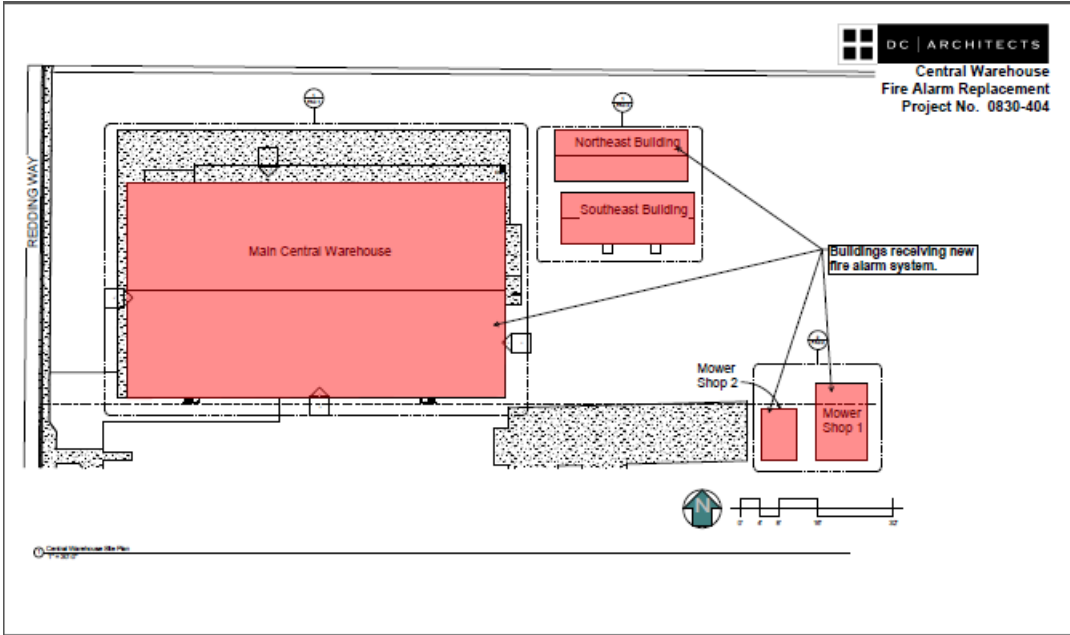 DC | ARCHITECTS
Central Warehouse
Fire Alarm Replacement
Project No. 0830-404
REDDING WAY
Northeast Building
Southeast Building
Main Central Warehouse
Buildings receiving new
fire alarm system.
Mower
Shop 2
Mower
Shop 1
N
Central Warehouse Site Plan